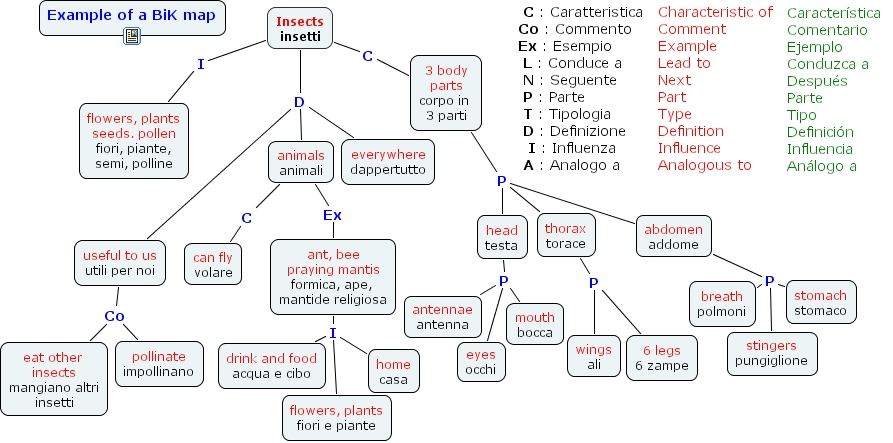 Example of a BiK map
Insects
insetti
C : Caratteristica Characteristic of Característica
Co : Commento Comment Comentario
Ex : Esempio Example Ejemplo
L : Conduce a Lead to Conduzca a
N : Seguente Next Después
P : Parte Part Parte
T : Tipologia Type Tipo
D : Definizione Definition Definición
I : Influenza Influence Influencia
A : Analogo a Analogous to Análogo a
I
D
C
flowers, plants
seeds. pollen
fiori, piante,
semi, polline
3 body
parts
corpo in
3 parti
animals
animali
everywhere
dappertutto
P
C
Ex
useful to us
utili per noi
can fly
volare
ant, bee
praying mantis
formica, ape,
mantide religiosa
head
testa
thorax
torace
abdomen
addome
Co
I
P
P
P
eat other
insects
mangiano altri
insetti
pollinate
impollinano
drink and food
acqua e cibo
flowers, plants
fiori e piante
home
casa
antennae
antenna
eyes
occhi
mouth
bocca
wings
ali
6 legs
6 zampe
breath
polmoni
stingers
pungiglione
stomach
stomaco